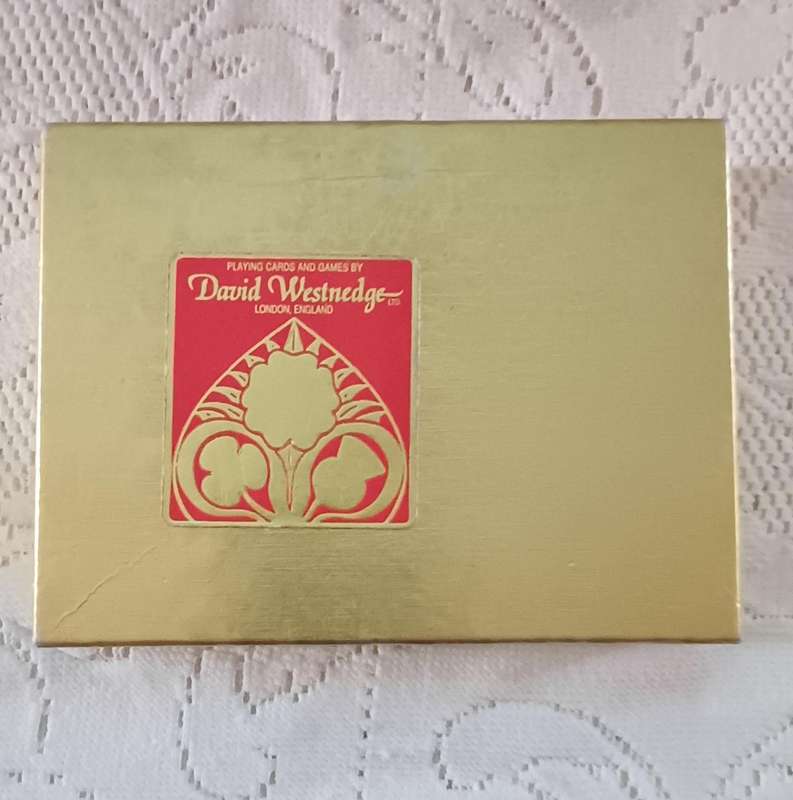 PLAYING CARDS AND GAMES BY
David Westnedge LTD.
LONDON, ENGLAND